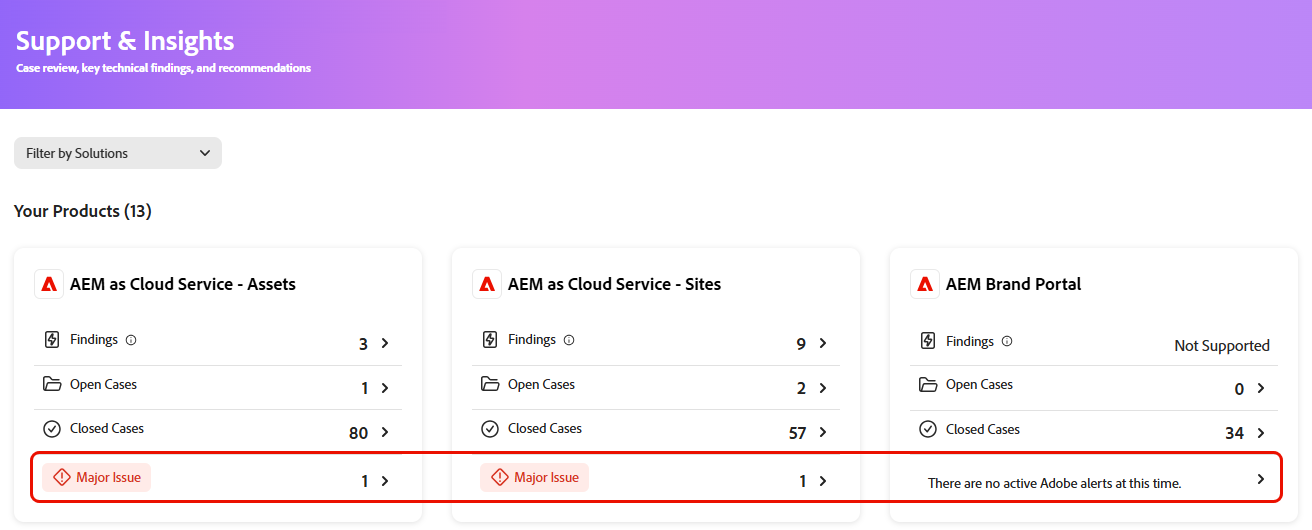 Support & Insights
Case review, key technical findings, and recommendations
Filter by Solutions
Your Products (13)
AEM as Cloud Service - Assets
Findings 3
Open Cases 1
Closed Cases 80
Major Issue 1
AEM as Cloud Service - Sites
Findings 9
Open Cases 2
Closed Cases 57
Major Issue 1
AEM Brand Portal
Findings Not Supported
Open Cases 0
Closed Cases 34
There are no active Adobe alerts at this time.